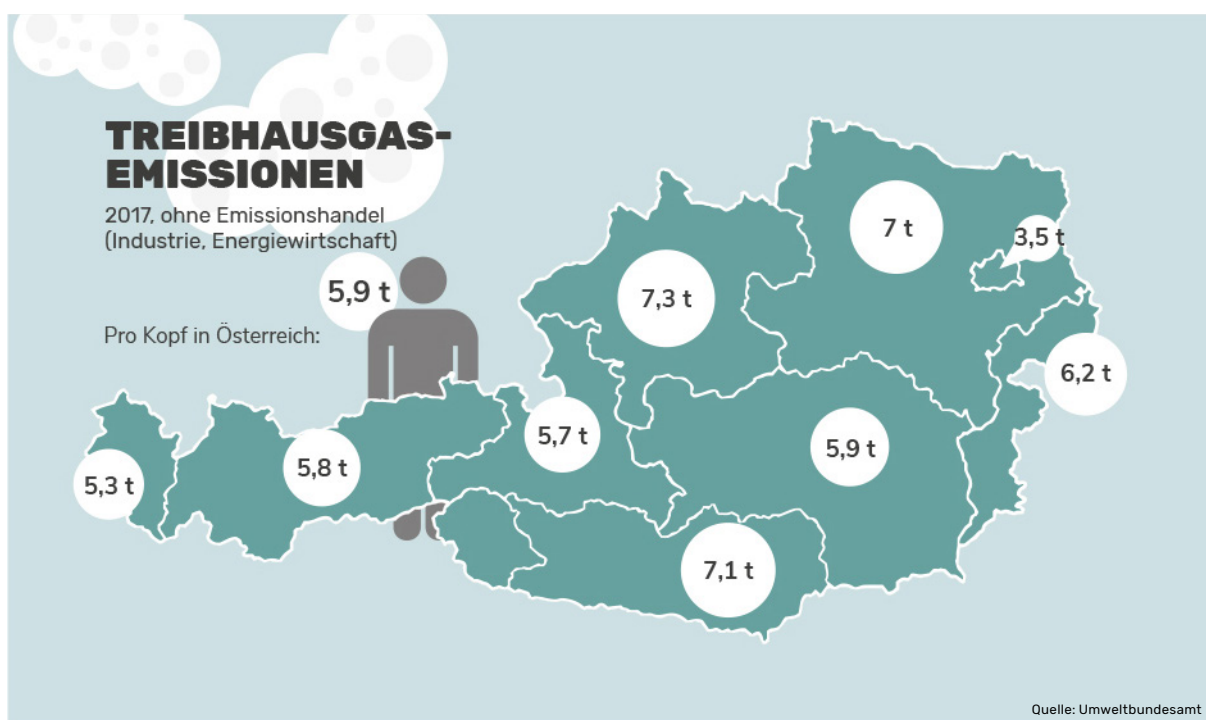 TREIBHAUSGAS-
EMISSIONEN
2017, ohne Emissionshandel
(Industrie, Energiewirtschaft)
5,9 t
Pro Kopf in Österreich:
7 t
3,5 t
7,3 t
6,2 t
5,7 t
5,9 t
5,8 t
5,3 t
7,1 t
Quelle: Umweltbundesamt